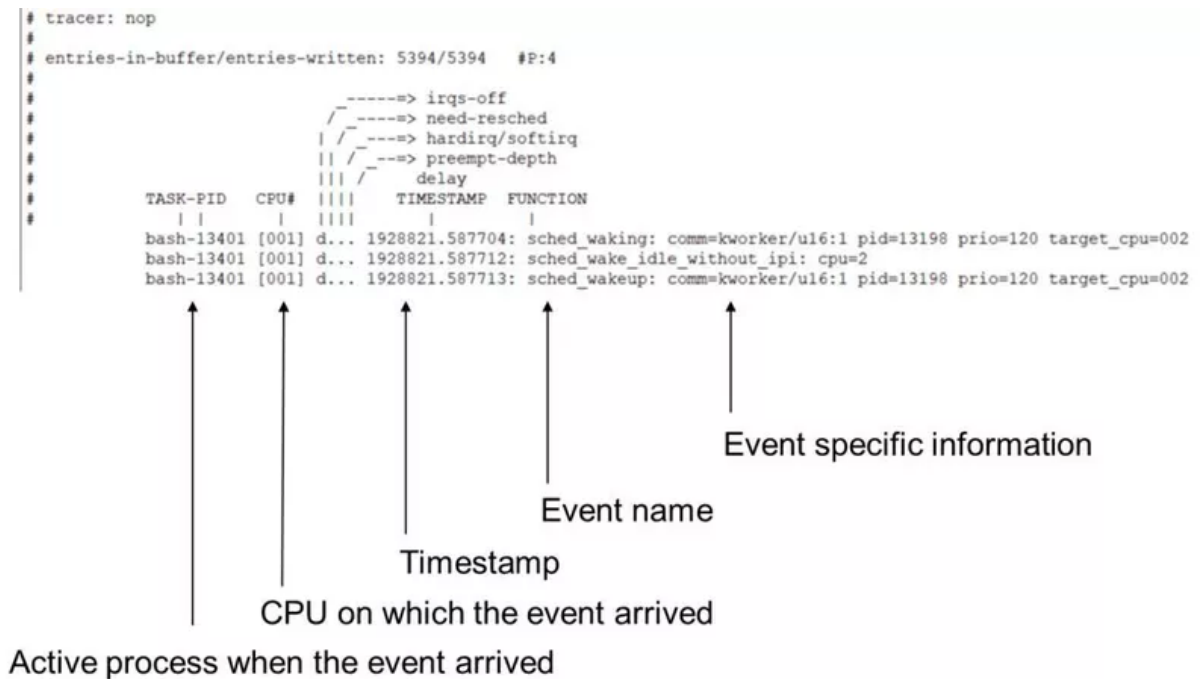 # tracer: nop
#
# entries-in-buffer/entries-written: 5394/5394   #P:4
#
#                              _-----=> irqs-off
#                             / _----=> need-resched
#                            | / _---=> hardirq/softirq
#                            || / _--=> preempt-depth
#                            ||| /     delay
#           TASK-PID   CPU#  ||||    TIMESTAMP  FUNCTION
#              | |       |   ||||       |         |
            bash-13401 [001] d... 1928821.587704: sched_waking: comm=kworker/u16:1 pid=13198 prio=120 target_cpu=002
            bash-13401 [001] d... 1928821.587712: sched_wake_idle_without_ipi: cpu=2
            bash-13401 [001] d... 1928821.587713: sched_wakeup: comm=kworker/u16:1 pid=13198 prio=120 target_cpu=002
Event specific information
Event name
Timestamp
CPU on which the event arrived
Active process when the event arrived